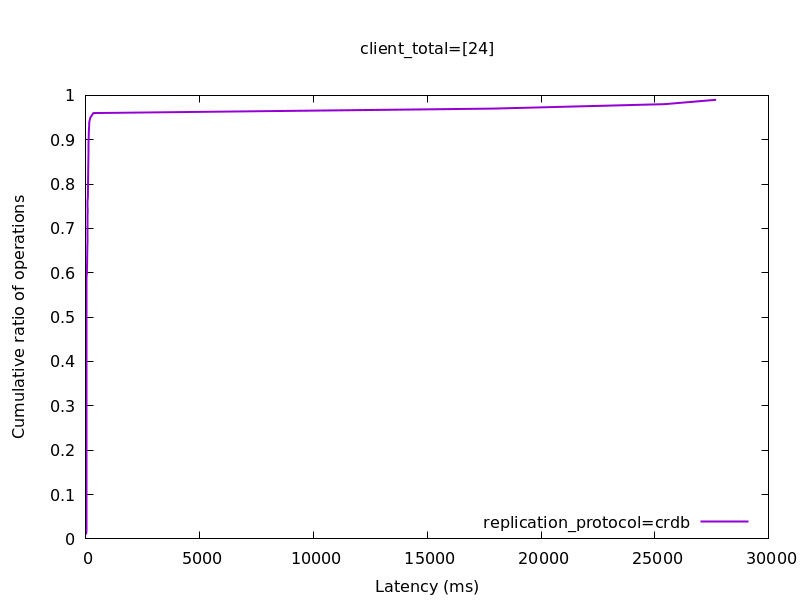 client_total=[24]
1
0.9
0.8
0.7
0.6
0.5
0.4
0.3
0.2
0.1
0
Cumulative ratio of operations
replication_protocol=crdb
0 5000 10000 15000 20000 25000 30000
Latency (ms)